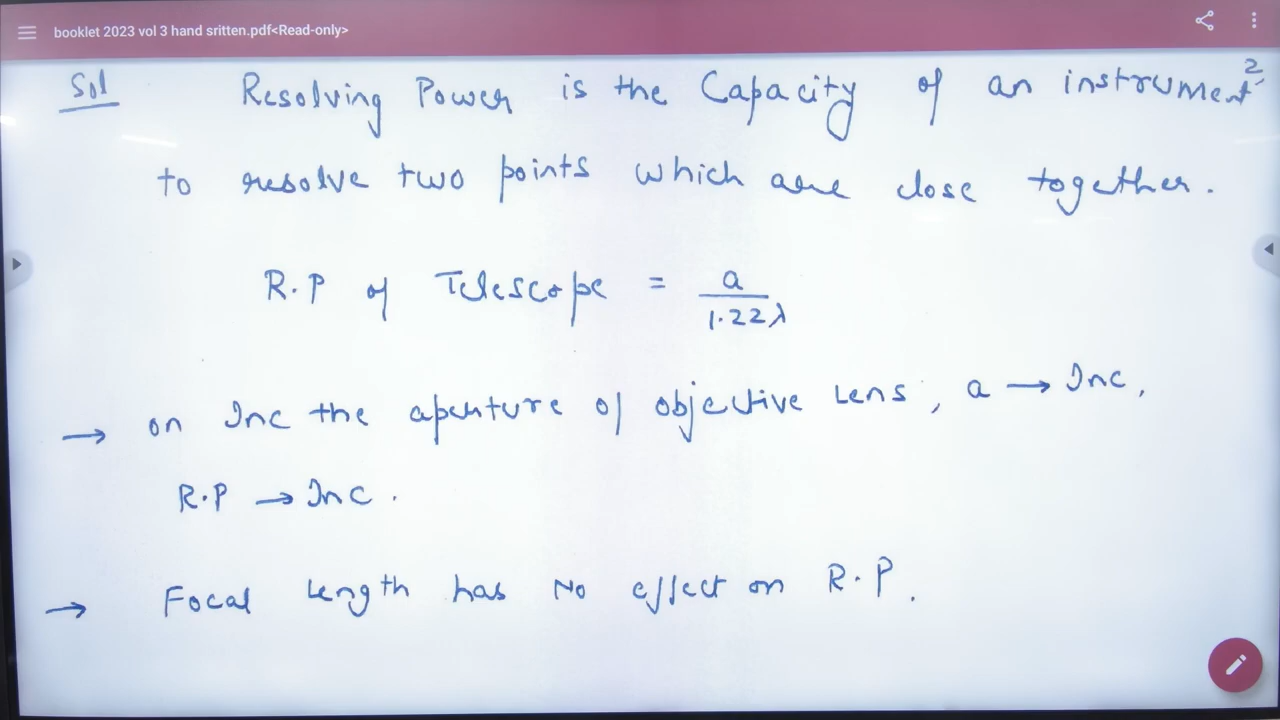 booklet 2023 vol 3 hand sritten.pdf<Read-only>
2
Sol Resolving Power is the Capacity of an instrument
to resolve two points which are close together.
R.P of Telescope = a / 1.22λ
→ on Inc the aperture of objective Lens, a → Inc,
R.P → Inc.
→ Focal length has No effect on R.P.